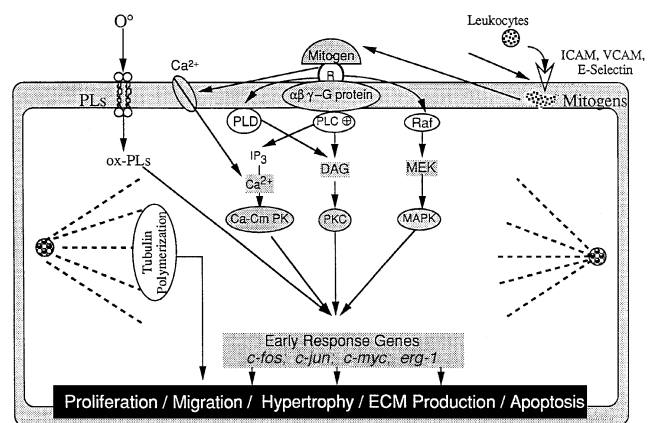 O°
Leukocytes
Ca²⁺
Mitogen
ICAM, VCAM,
E-Selectin
R
PLs
αβγ-G protein
Mitogens
PLD
PLC ⊕
Raf
ox-PLs
IP₃
DAG
MEK
Ca²⁺
Ca-Cm PK
PKC
MAPK
Tubulin
Polymerization
Early Response Genes
c-fos, c-jun, c-myc, erg-1
Proliferation / Migration / Hypertrophy / ECM Production / Apoptosis